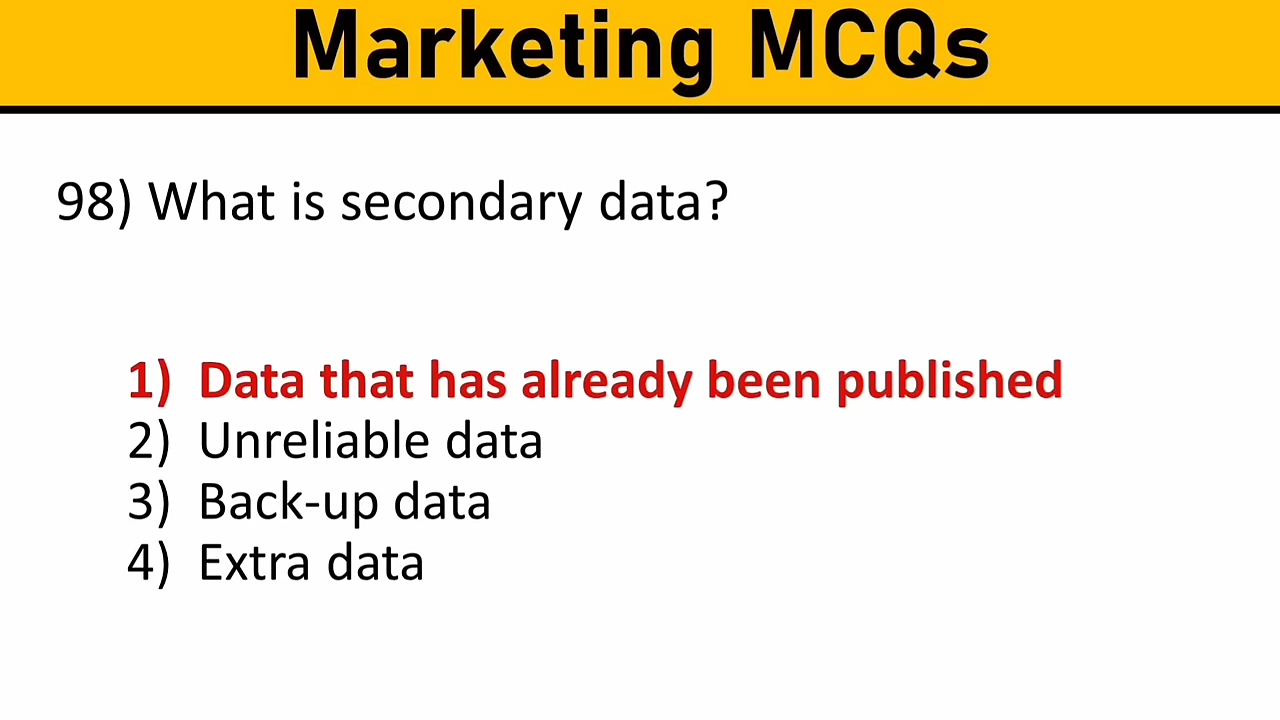 Marketing MCQs
98) What is secondary data?
1) Data that has already been published
2) Unreliable data
3) Back-up data
4) Extra data